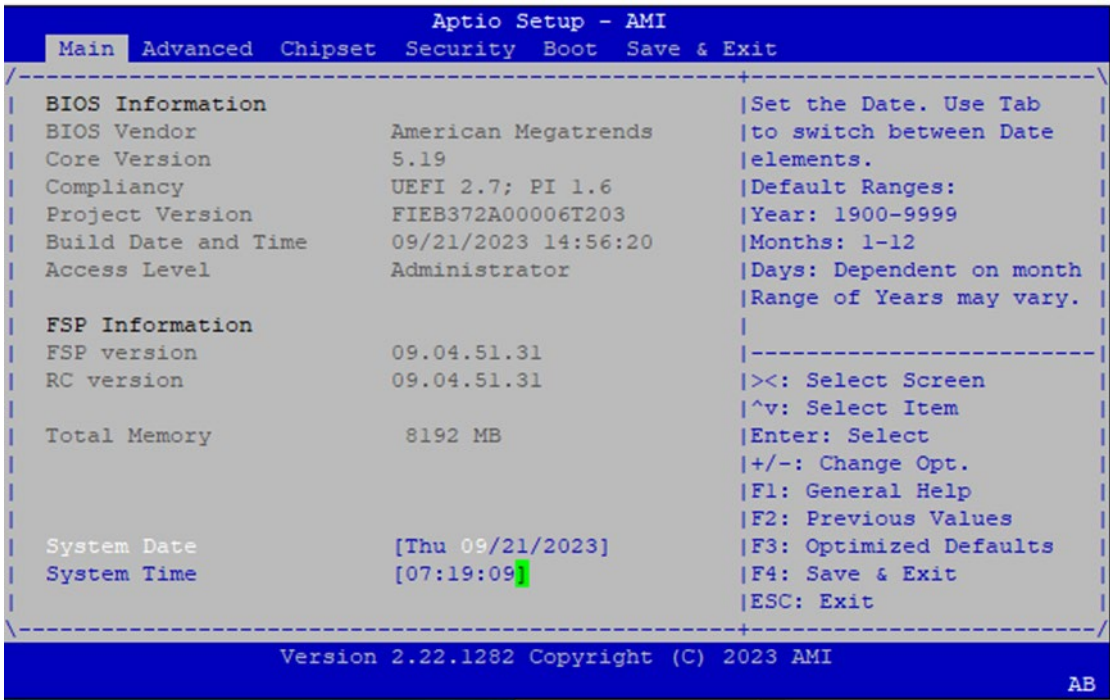 Aptio Setup - AMI
Main Advanced Chipset Security Boot Save & Exit
/----------------------------------------------------+-------------------------\
| BIOS Information |Set the Date. Use Tab |
| BIOS Vendor American Megatrends |to switch between Date |
| Core Version 5.19 |elements. |
| Compliancy UEFI 2.7; PI 1.6 |Default Ranges: |
| Project Version FIEB372A00006T203 |Year: 1900-9999 |
| Build Date and Time 09/21/2023 14:56:20 |Months: 1-12 |
| Access Level Administrator |Days: Dependent on month |
| |Range of Years may vary. |
| FSP Information | |
| FSP version 09.04.51.31 |-------------------------|
| RC version 09.04.51.31 |><: Select Screen |
| |^v: Select Item |
| Total Memory 8192 MB |Enter: Select |
| |+/-: Change Opt. |
| |F1: General Help |
| |F2: Previous Values |
| System Date [Thu 09/21/2023] |F3: Optimized Defaults |
| System Time [07:19:09] |F4: Save & Exit |
| |ESC: Exit |
\----------------------------------------------------+-------------------------/
Version 2.22.1282 Copyright (C) 2023 AMI
AB